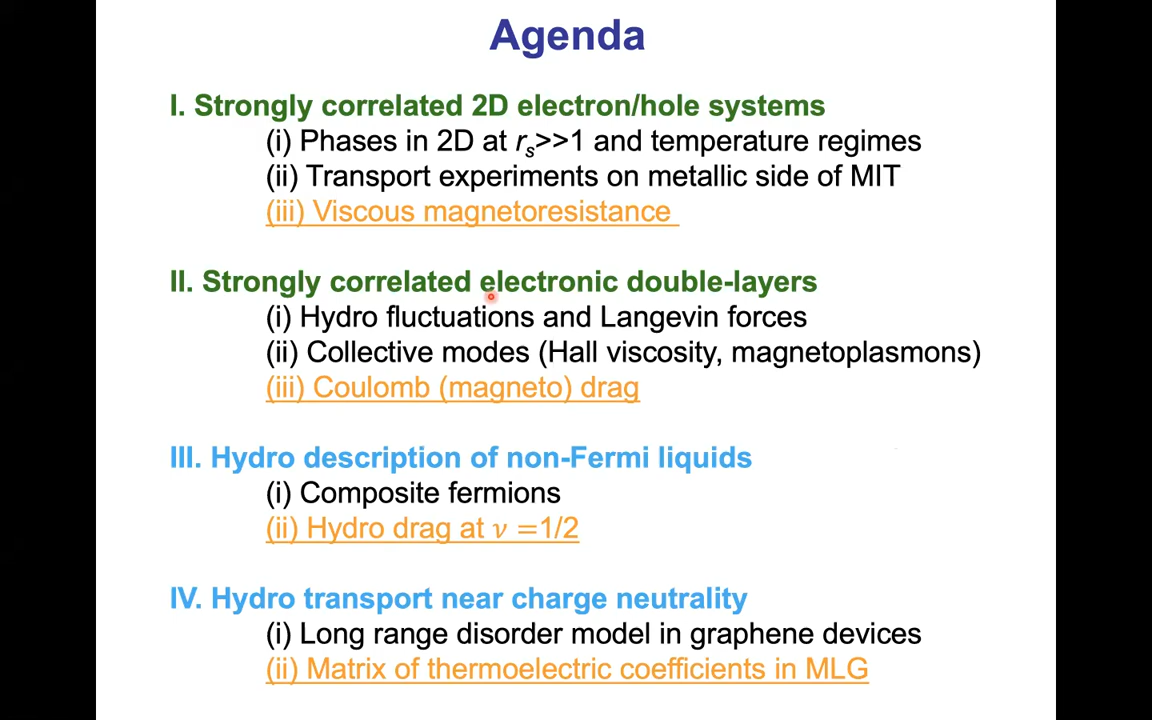 Agenda
I. Strongly correlated 2D electron/hole systems
(i) Phases in 2D at rₛ>>1 and temperature regimes
(ii) Transport experiments on metallic side of MIT
(iii) Viscous magnetoresistance
II. Strongly correlated electronic double-layers
(i) Hydro fluctuations and Langevin forces
(ii) Collective modes (Hall viscosity, magnetoplasmons)
(iii) Coulomb (magneto) drag
III. Hydro description of non-Fermi liquids
(i) Composite fermions
(ii) Hydro drag at ν =1/2
IV. Hydro transport near charge neutrality
(i) Long range disorder model in graphene devices
(ii) Matrix of thermoelectric coefficients in MLG